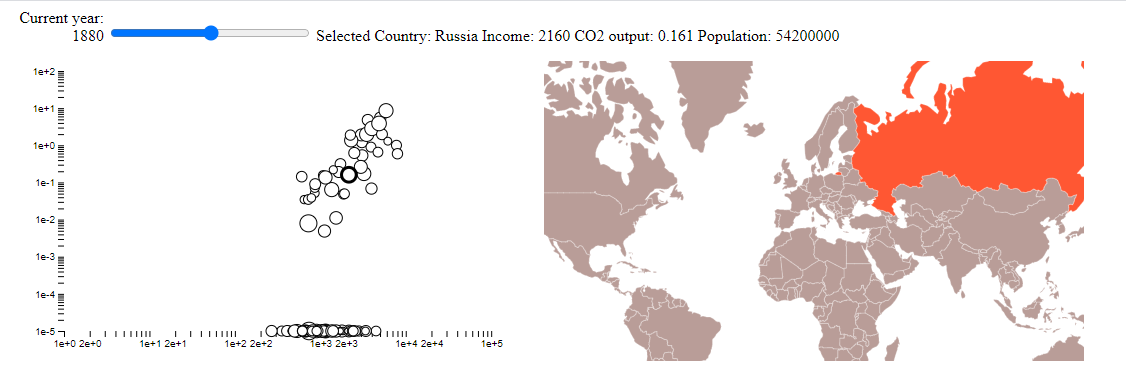 Current year:
1880 Selected Country: Russia Income: 2160 CO2 output: 0.161 Population: 54200000
1e+2
1e+1
1e+0
1e-1
1e-2
1e-3
1e-4
1e-5
1e+0 2e+0 1e+1 2e+1 1e+2 2e+2 1e+3 2e+3 1e+4 2e+4 1e+5